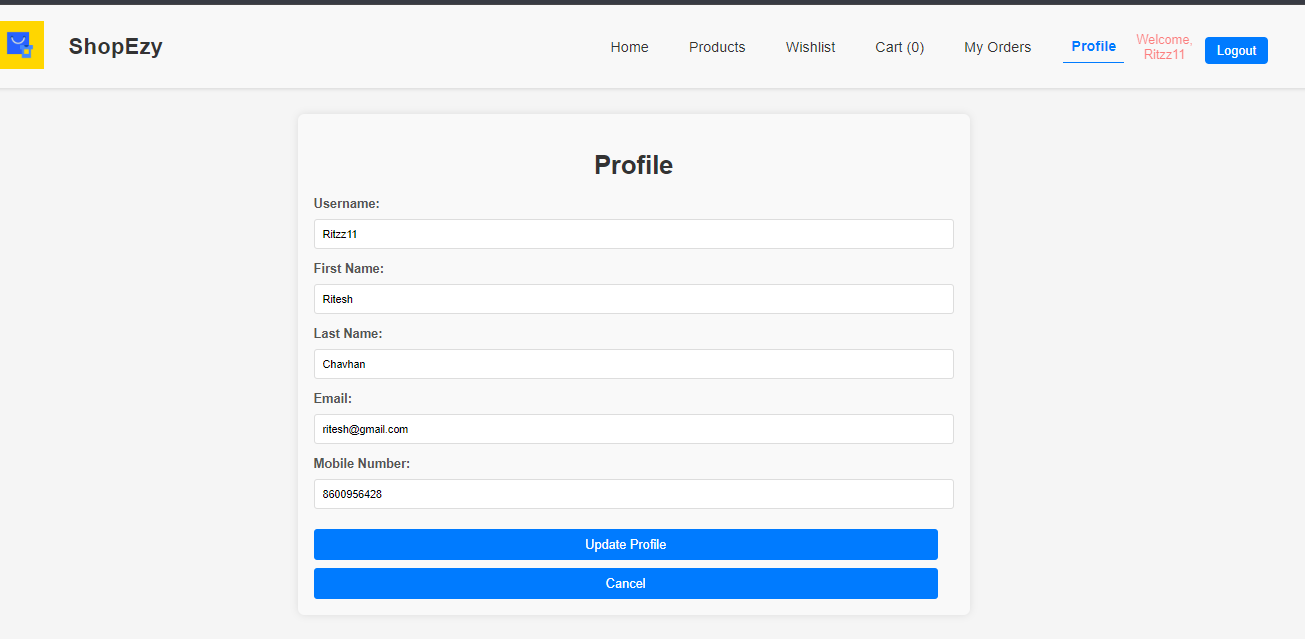 ShopEzy
Home Products Wishlist Cart (0) My Orders Profile Welcome, Logout
Ritzz11
Profile
Username:
Ritzz11
First Name:
Ritesh
Last Name:
Chavhan
Email:
ritesh@gmail.com
Mobile Number:
8600956428
Update Profile
Cancel